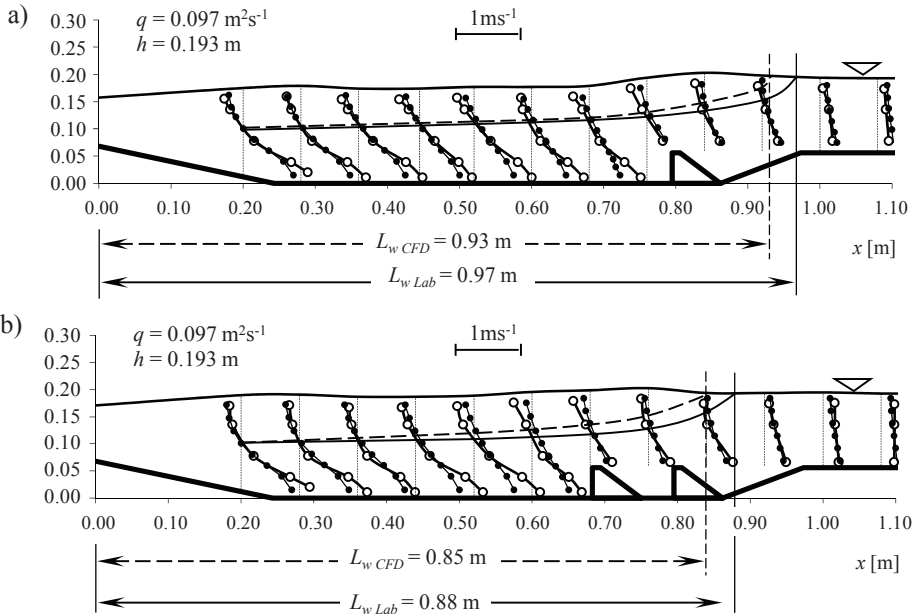 a)
q = 0.097 m²s⁻¹
h = 0.193 m
1ms⁻¹
0.30
0.25
0.20
0.15
0.10
0.05
0.00
0.00 0.10 0.20 0.30 0.40 0.50 0.60 0.70 0.80 0.90 1.00 1.10
L_w CFD = 0.93 m
x [m]
L_w Lab = 0.97 m
b)
q = 0.097 m²s⁻¹
h = 0.193 m
1ms⁻¹
0.30
0.25
0.20
0.15
0.10
0.05
0.00
0.00 0.10 0.20 0.30 0.40 0.50 0.60 0.70 0.80 0.90 1.00 1.10
L_w CFD = 0.85 m
x [m]
L_w Lab = 0.88 m